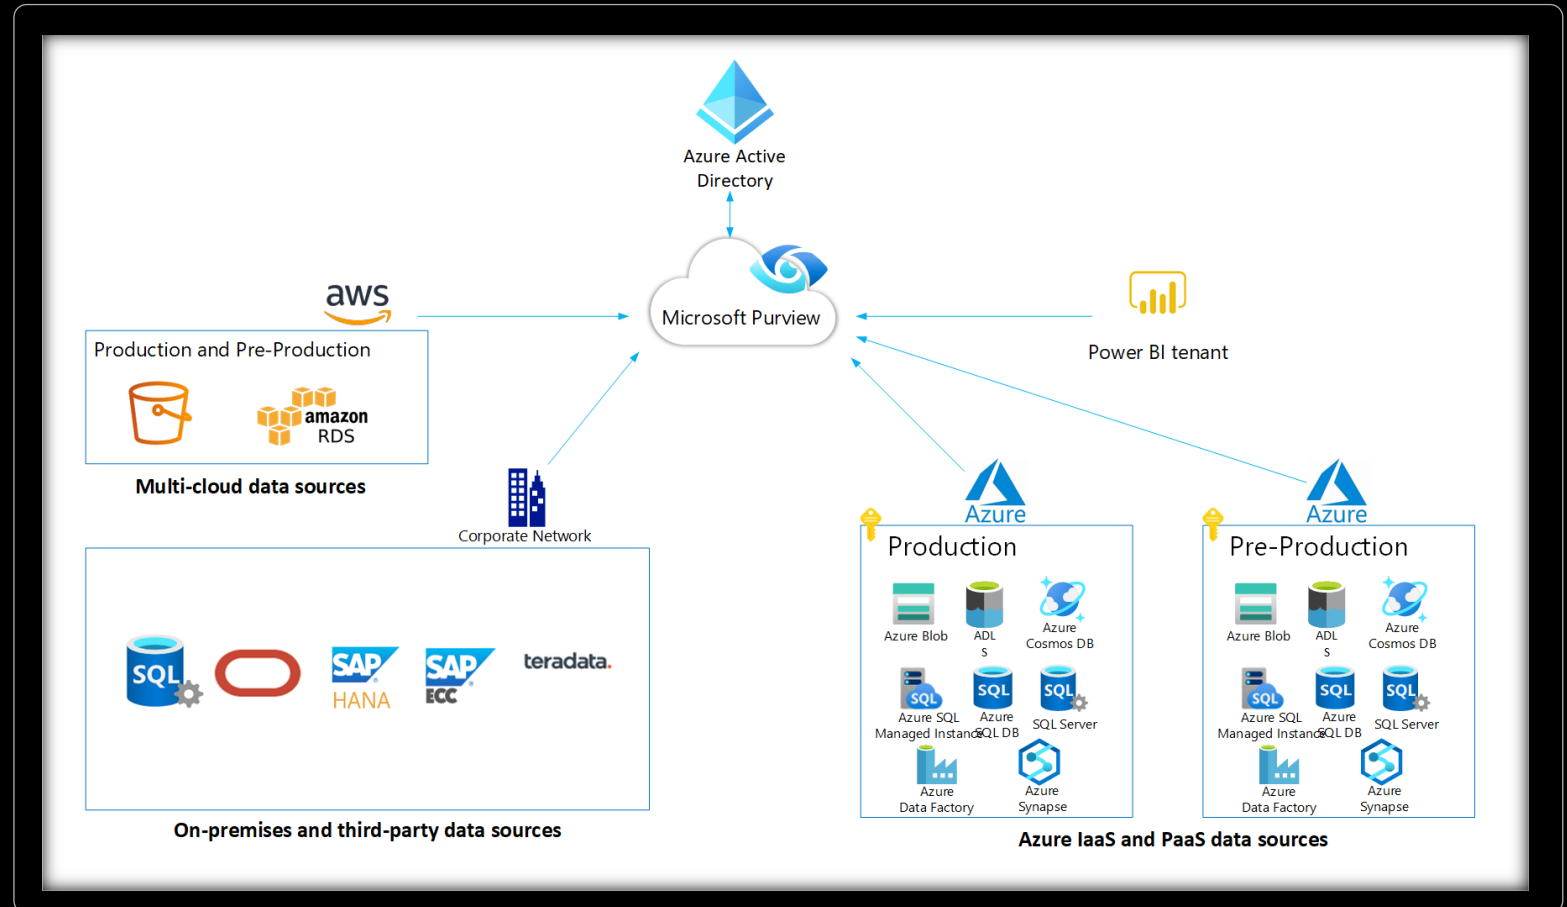 Azure Active
Directory
Microsoft Purview
aws
Production and Pre-Production
amazon
RDS
Multi-cloud data sources
Power BI tenant
Corporate Network
SQL
SAP
HANA
SAP
ECC
teradata.
On-premises and third-party data sources
Azure
Production
Azure Blob
ADL
S
Azure
Cosmos DB
SQL
Azure SQL
Managed Instance
SQL
Azure
SQL DB
SQL
SQL Server
Azure
Data Factory
Azure
Synapse
Azure
Pre-Production
Azure Blob
ADL
S
Azure
Cosmos DB
SQL
Azure SQL
Managed Instance
SQL
Azure
SQL DB
SQL
SQL Server
Azure
Data Factory
Azure
Synapse
Azure IaaS and PaaS data sources